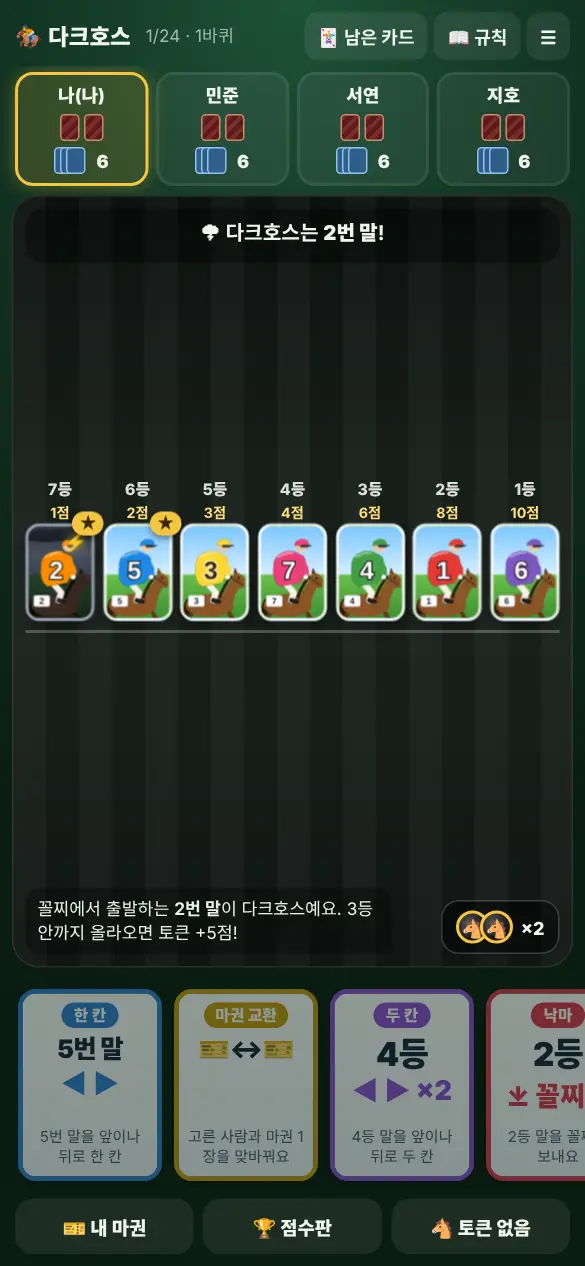 다크호스 1/24 · 1바퀴 남은 카드 규칙
나(나) 민준 서연 지호
6 6 6 6
다크호스는 2번 말!
7등 6등 5등 4등 3등 2등 1등
1점 2점 3점 4점 6점 8점 10점
2 5 3 7 4 1 6
2 5 3 7 4 1 6
꼴찌에서 출발하는 2번 말이 다크호스예요. 3등
안까지 올라오면 토큰 +5점!
×2
한 칸
5번 말
5번 말을 앞이나
뒤로 한 칸
마권 교환
고른 사람과 마권 1
장을 맞바꿔요
두 칸
4등
×2
4등 말을 앞이나
뒤로 두 칸
낙마
2등
꼴찌
2등 말을
보내요
내 마권 점수판 토큰 없음